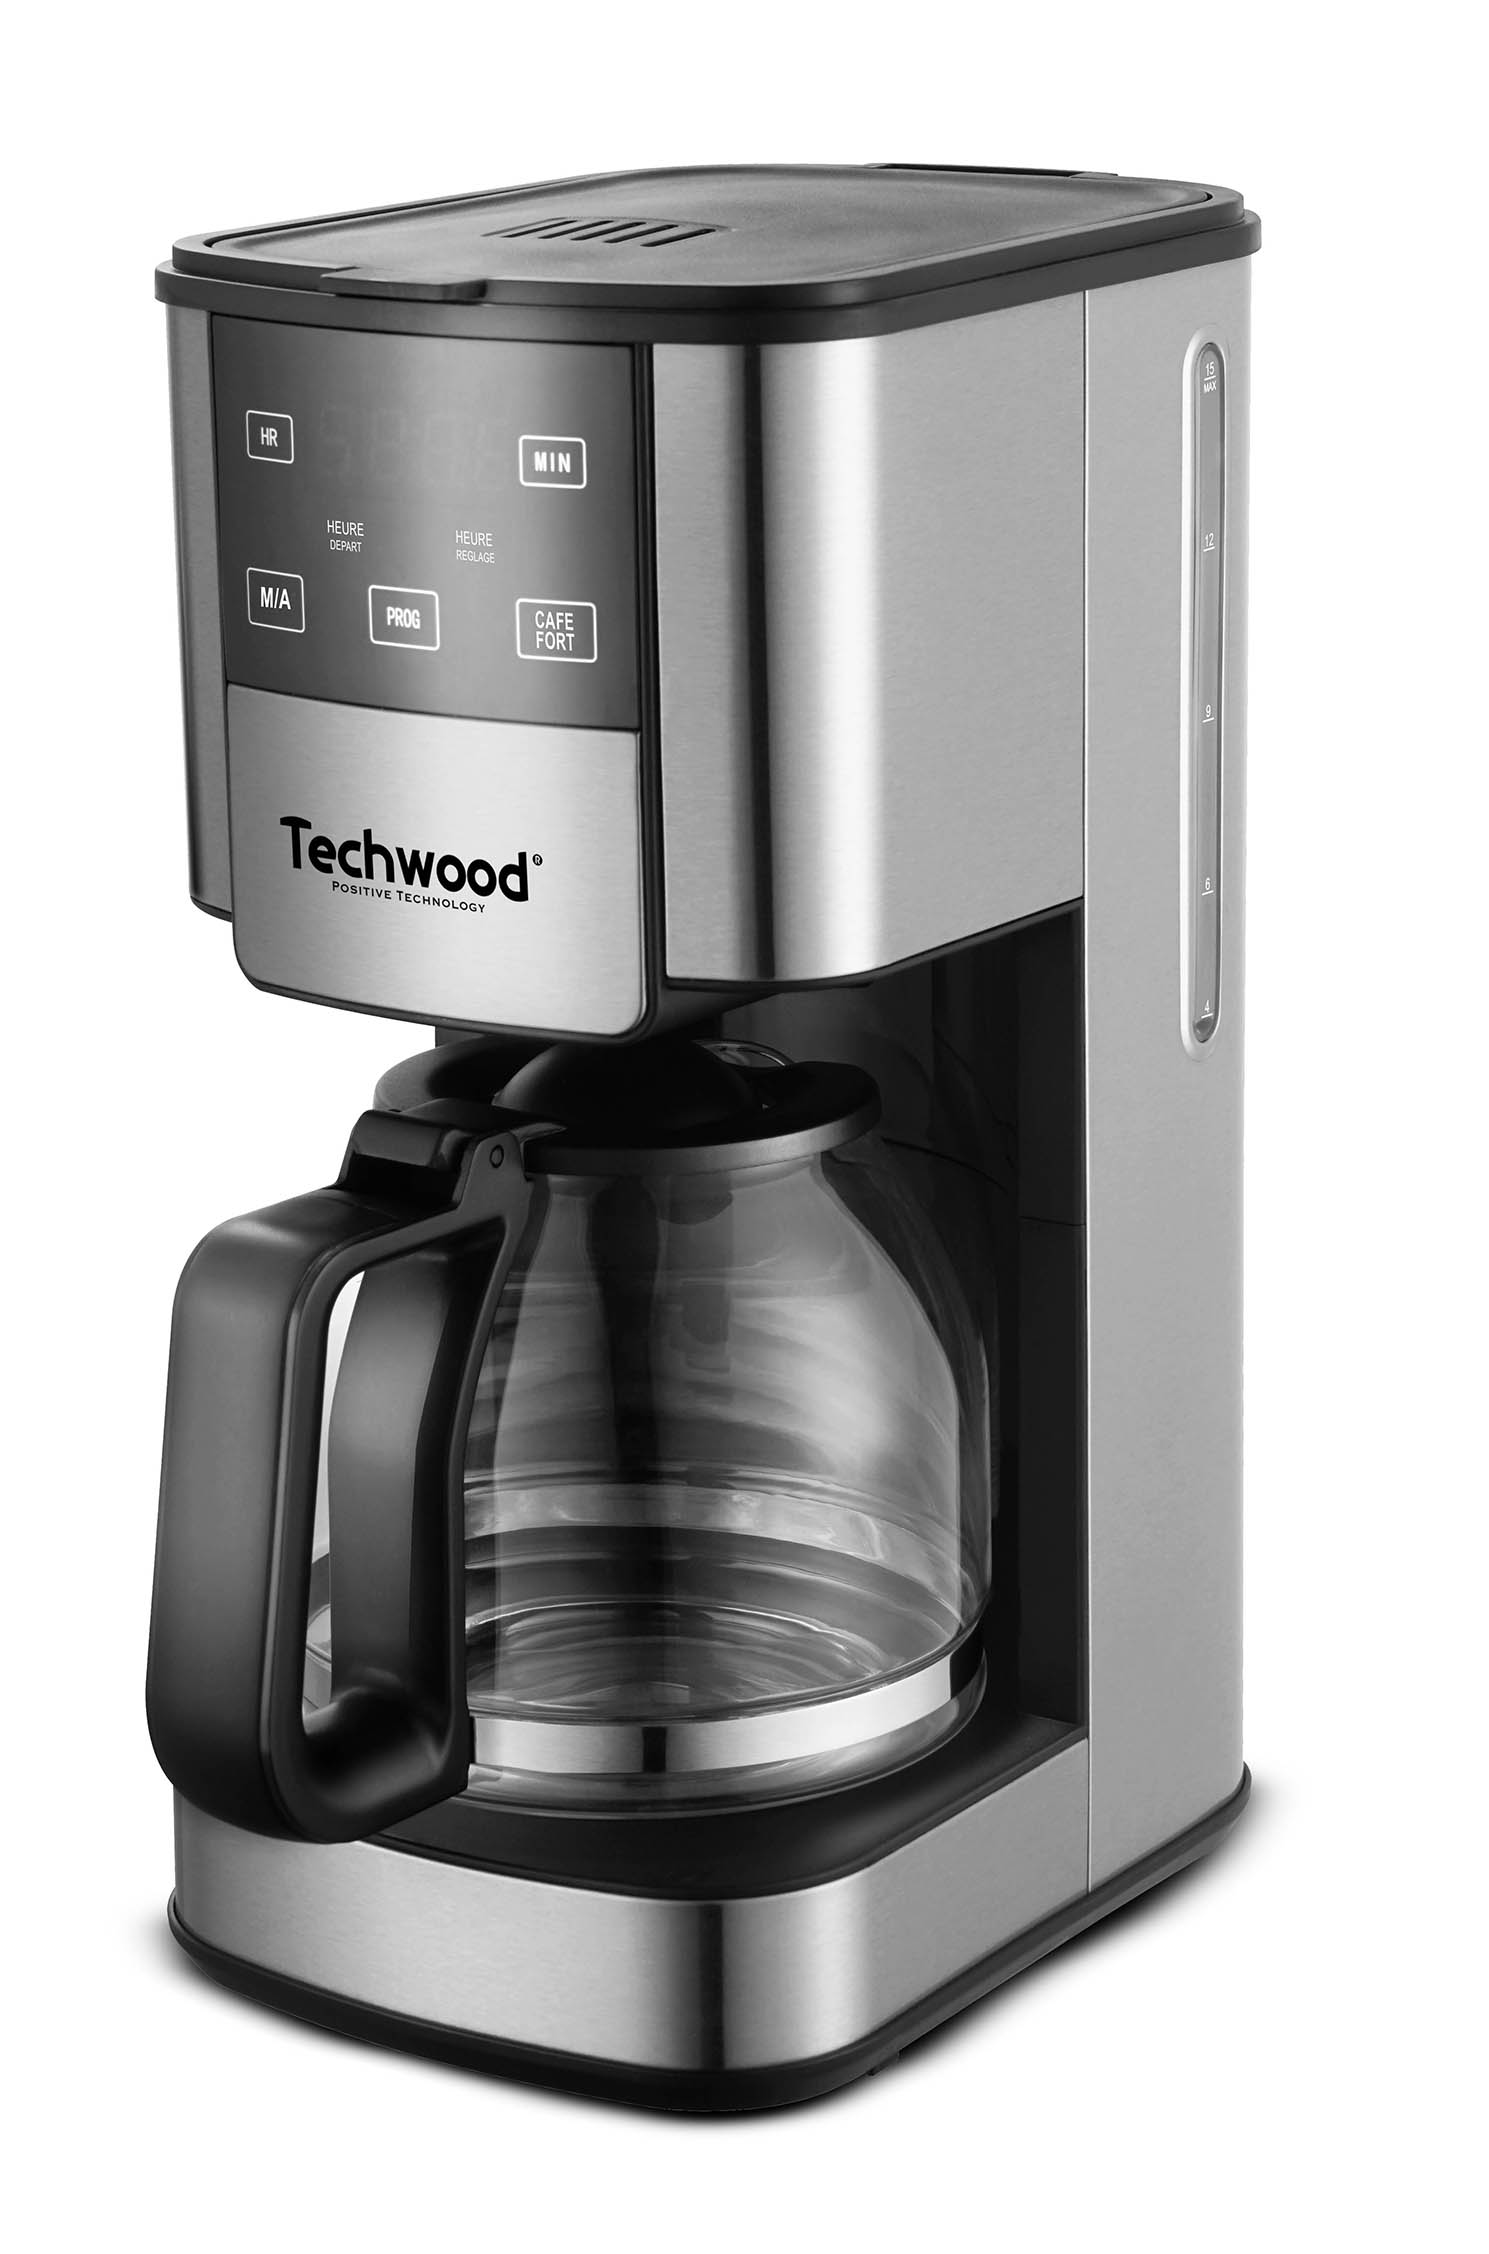 HR
MIN
HEURE
DEPART
HEURE
REGLAGE
M/A
PROG
CAFE
FORT
Techwood®
POSITIVE TECHNOLOGY
15
MAX
12
9
6
4